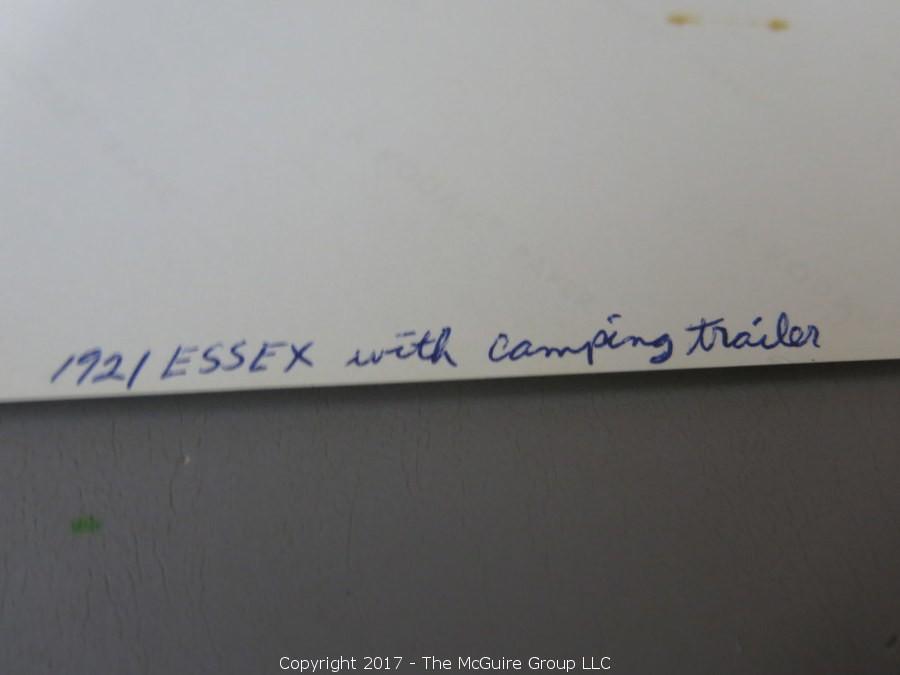 1921 ESSEX with camping trailer
Copyright 2017 - The McGuire Group LLC